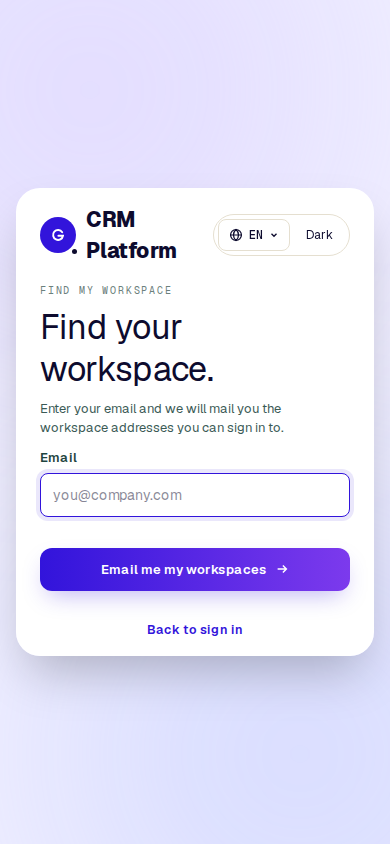 G
CRM
Platform
EN
Dark
FIND MY WORKSPACE
Find your
workspace.
Enter your email and we will mail you the
workspace addresses you can sign in to.
Email
you@company.com
Email me my workspaces →
Back to sign in